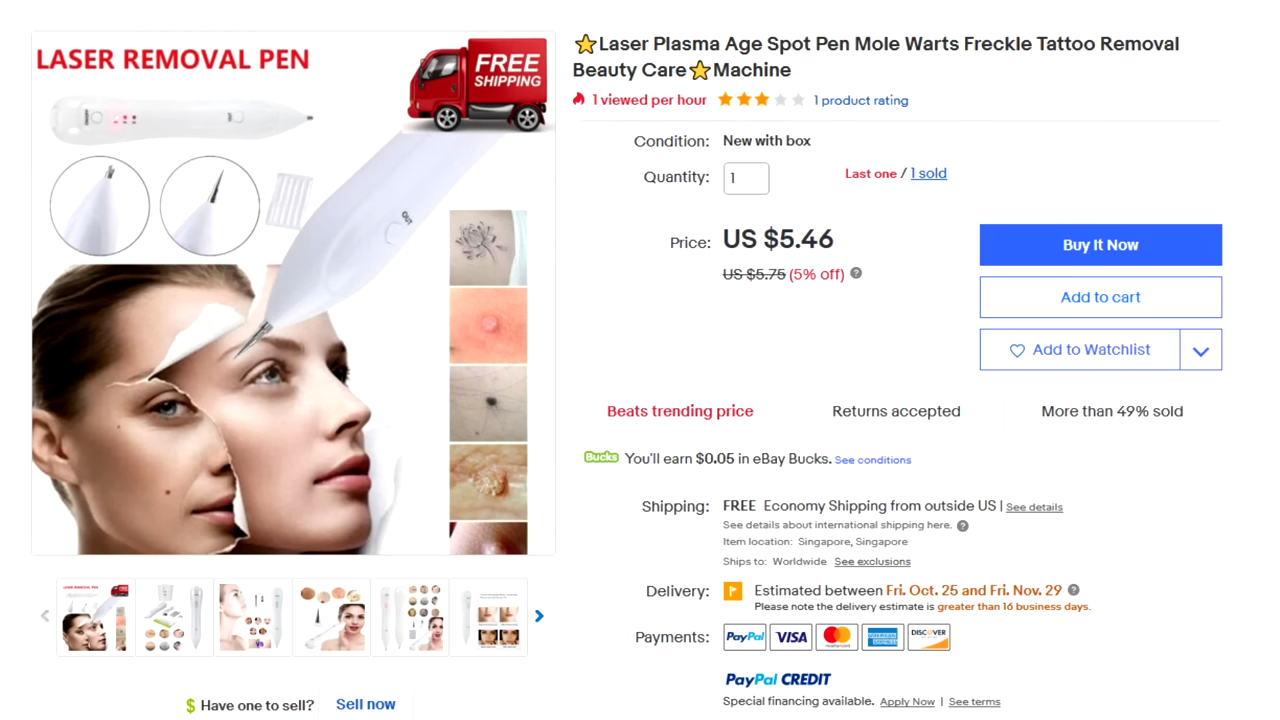 LASER REMOVAL PEN
FREE
SHIPPING
OUT
⭐Laser Plasma Age Spot Pen Mole Warts Freckle Tattoo Removal
Beauty Care⭐Machine
1 viewed per hour
1 product rating
Condition: New with box
Quantity: 1
Last one / 1 sold
Price: US $5.46
US $5.75 (5% off)
Buy It Now
Add to cart
Add to Watchlist
Beats trending price
Returns accepted
More than 49% sold
Bucks You'll earn $0.05 in eBay Bucks. See conditions
Shipping: FREE Economy Shipping from outside US | See details
See details about international shipping here.
Item location: Singapore, Singapore
Ships to: Worldwide See exclusions
Delivery: Estimated between Fri. Oct. 25 and Fri. Nov. 29
Please note the delivery estimate is greater than 16 business days.
Payments: PayPal VISA MasterCard AMERICAN EXPRESS DISCOVER
PayPal CREDIT
Special financing available. Apply Now | See terms
$ Have one to sell? Sell now